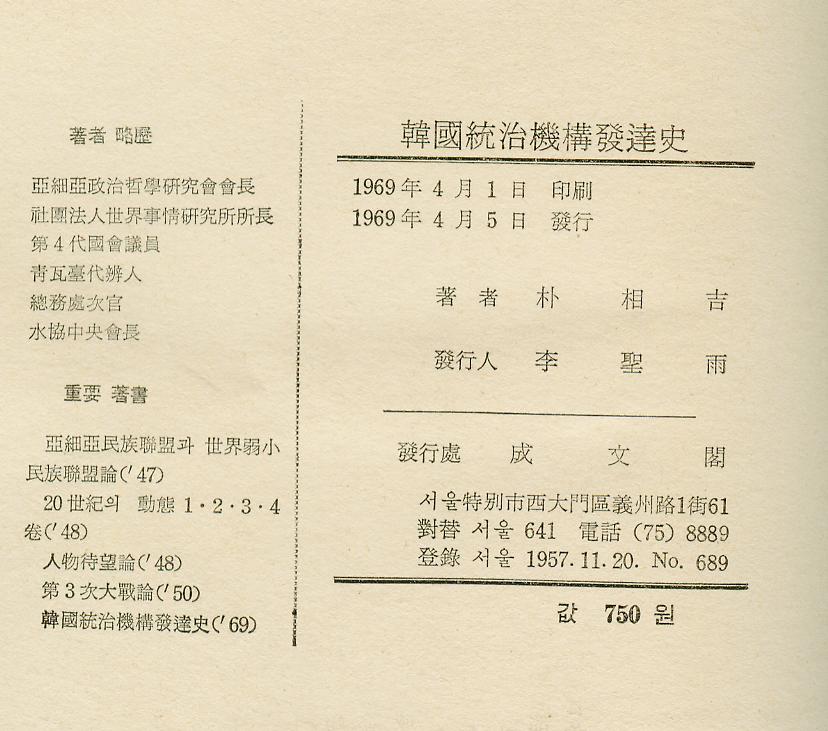 著者 略歷
亞細亞政治哲學硏究會會長
社團法人世界事情硏究所所長
第4代國會議員
靑瓦臺代辨人
總務處次官
水協中央會長
重要 著書
亞細亞民族聯盟과 世界弱小
民族聯盟論('47)
20世紀의 動態 1·2·3·4
卷('48)
人物待望論('48)
第3次大戰論('50)
韓國統治機構發達史('69)
韓國統治機構發達史
1969年 4月 1日 印刷
1969年 4月 5日 發行
著者 朴相吉
發行人 李聖雨
發行處 成文閣
서울特別市西大門區義州路1街61
對替 서울 641 電話 (75) 8889
登錄 서울 1957.11.20. No. 689
값 750 원